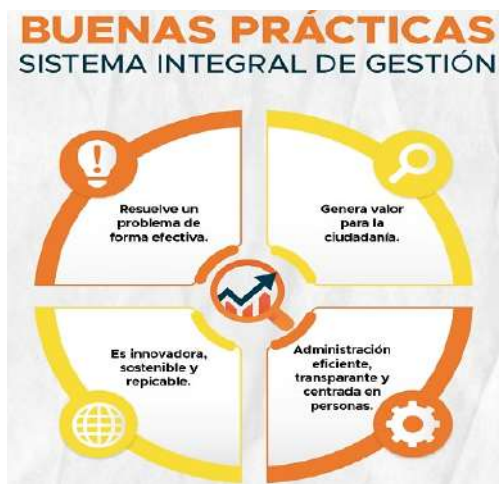 BUENAS PRÁCTICAS
SISTEMA INTEGRAL DE GESTIÓN
Resuelve un
problema de
forma efectiva.
Genera valor
para la
ciudadanía.
Es innovadora,
sostenible y
repicable.
Administración
eficiente,
transparante y
centrada en
personas.